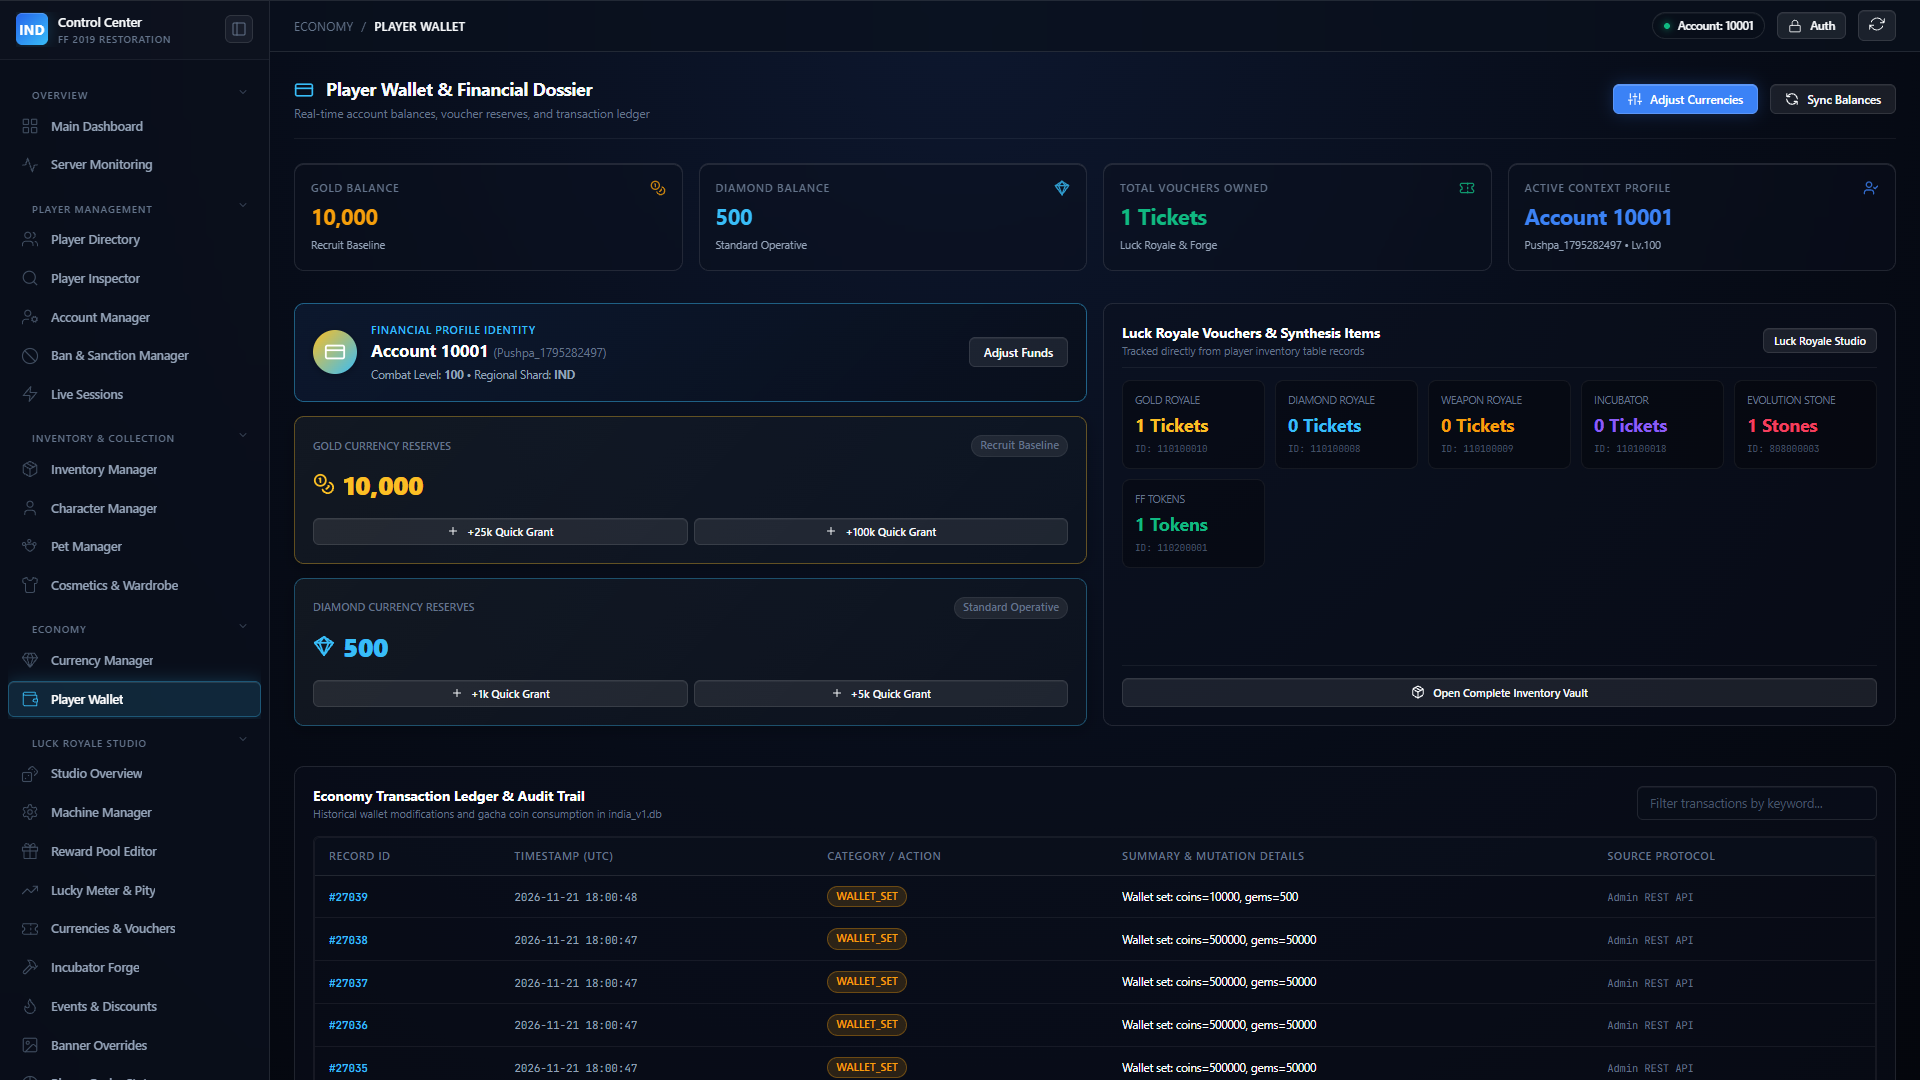 IND
Control Center
FF 2019 RESTORATION
OVERVIEW
Main Dashboard
Server Monitoring
PLAYER MANAGEMENT
Player Directory
Player Inspector
Account Manager
Ban & Sanction Manager
Live Sessions
INVENTORY & COLLECTION
Inventory Manager
Character Manager
Pet Manager
Cosmetics & Wardrobe
ECONOMY
Currency Manager
Player Wallet
LUCK ROYALE STUDIO
Studio Overview
Machine Manager
Reward Pool Editor
Lucky Meter & Pity
Currencies & Vouchers
Incubator Forge
Events & Discounts
Banner Overrides
ECONOMY / PLAYER WALLET
Account: 10001
Auth
Player Wallet & Financial Dossier
Real-time account balances, voucher reserves, and transaction ledger
Adjust Currencies
Sync Balances
GOLD BALANCE
10,000
Recruit Baseline
DIAMOND BALANCE
500
Standard Operative
TOTAL VOUCHERS OWNED
1 Tickets
Luck Royale & Forge
ACTIVE CONTEXT PROFILE
Account 10001
Pushpa_1795282497 • Lv.100
FINANCIAL PROFILE IDENTITY
Account 10001 (Pushpa_1795282497)
Combat Level: 100 • Regional Shard: IND
Adjust Funds
GOLD CURRENCY RESERVES
Recruit Baseline
10,000
+25k Quick Grant
+100k Quick Grant
DIAMOND CURRENCY RESERVES
Standard Operative
500
+1k Quick Grant
+5k Quick Grant
Luck Royale Vouchers & Synthesis Items
Tracked directly from player inventory table records
Luck Royale Studio
GOLD ROYALE
1 Tickets
ID: 110100010
DIAMOND ROYALE
0 Tickets
ID: 110100008
WEAPON ROYALE
0 Tickets
ID: 110100009
INCUBATOR
0 Tickets
ID: 110100018
EVOLUTION STONE
1 Stones
ID: 808000003
FF TOKENS
1 Tokens
ID: 110200001
Open Complete Inventory Vault
Economy Transaction Ledger & Audit Trail
Historical wallet modifications and gacha coin consumption in india_v1.db
Filter transactions by keyword...
RECORD ID TIMESTAMP (UTC) CATEGORY / ACTION SUMMARY & MUTATION DETAILS SOURCE PROTOCOL
#27039 2026-11-21 18:00:48 WALLET_SET Wallet set: coins=10000, gems=500 Admin REST API
#27038 2026-11-21 18:00:47 WALLET_SET Wallet set: coins=500000, gems=50000 Admin REST API
#27037 2026-11-21 18:00:47 WALLET_SET Wallet set: coins=500000, gems=50000 Admin REST API
#27036 2026-11-21 18:00:47 WALLET_SET Wallet set: coins=500000, gems=50000 Admin REST API
#27035 2026-11-21 18:00:47 WALLET_SET Wallet set: coins=500000, gems=50000 Admin REST API